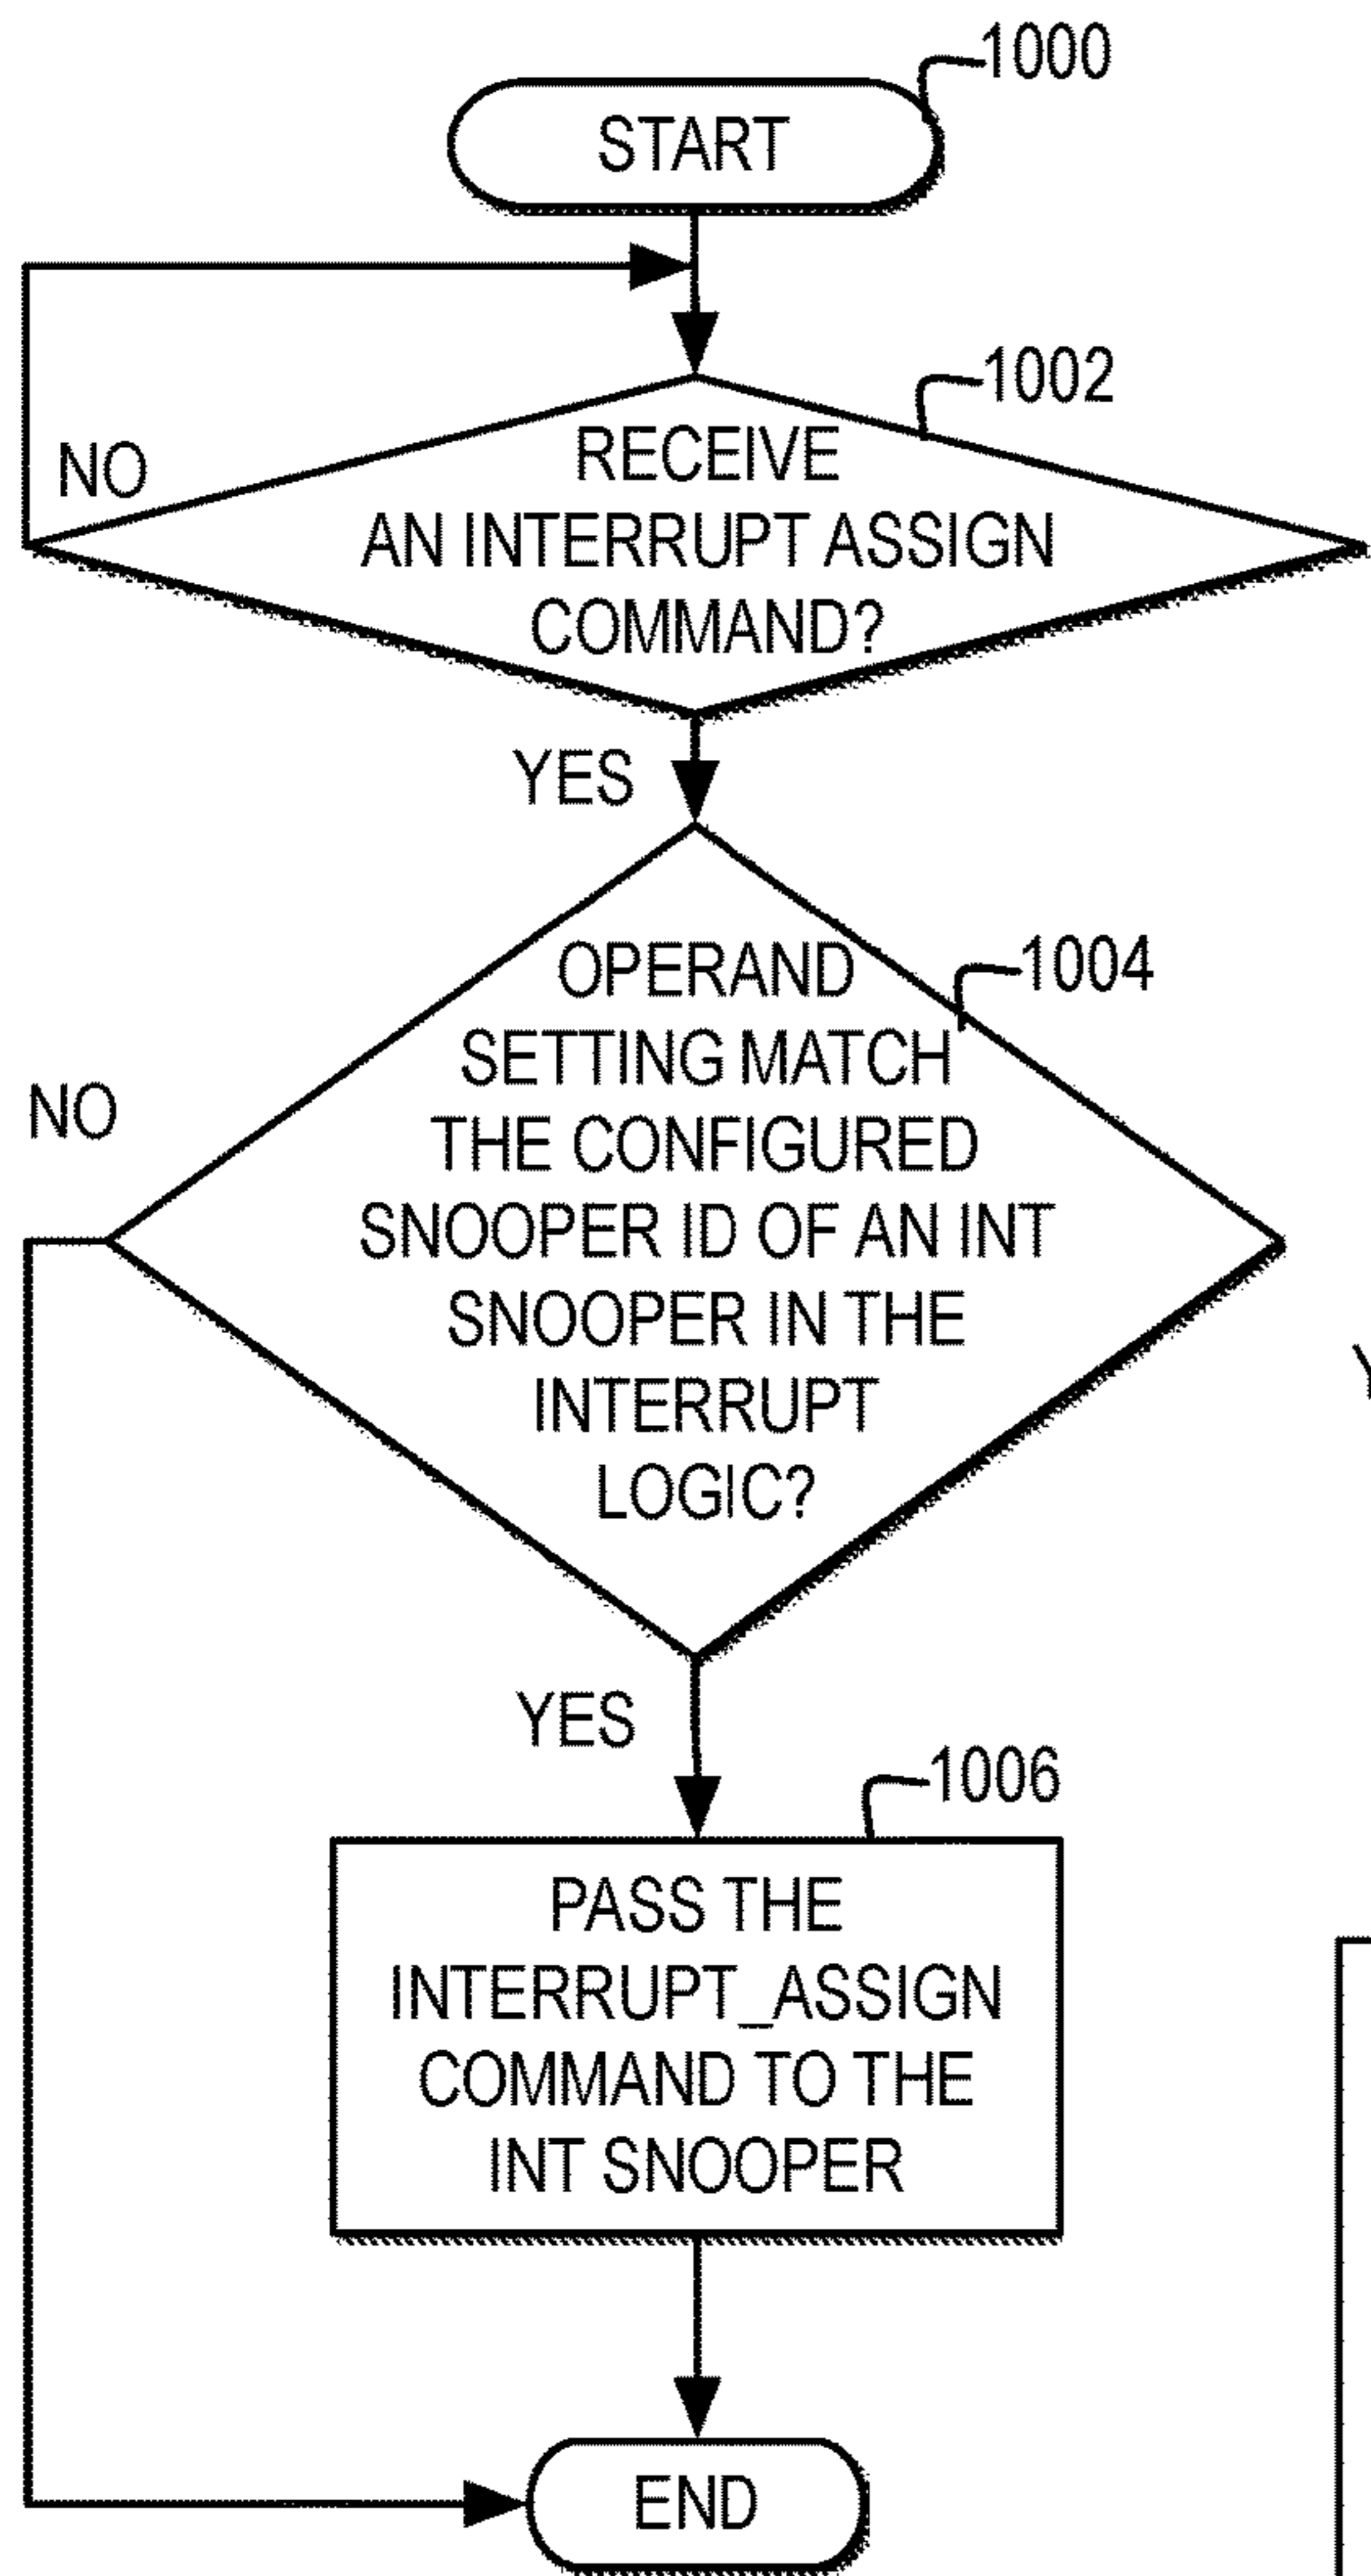 1000
START
1002
NO
RECEIVE
AN INTERRUPT ASSIGN
COMMAND?
YES
1004
OPERAND
SETTING MATCH
NO
THE CONFIGURED
SNOOPER ID OF AN INT
SNOOPER IN THE
INTERRUPT
LOGIC?
YES
1006
PASS THE
INTERRUPT_ASSIGN
COMMAND TO THE
INT SNOOPER
END